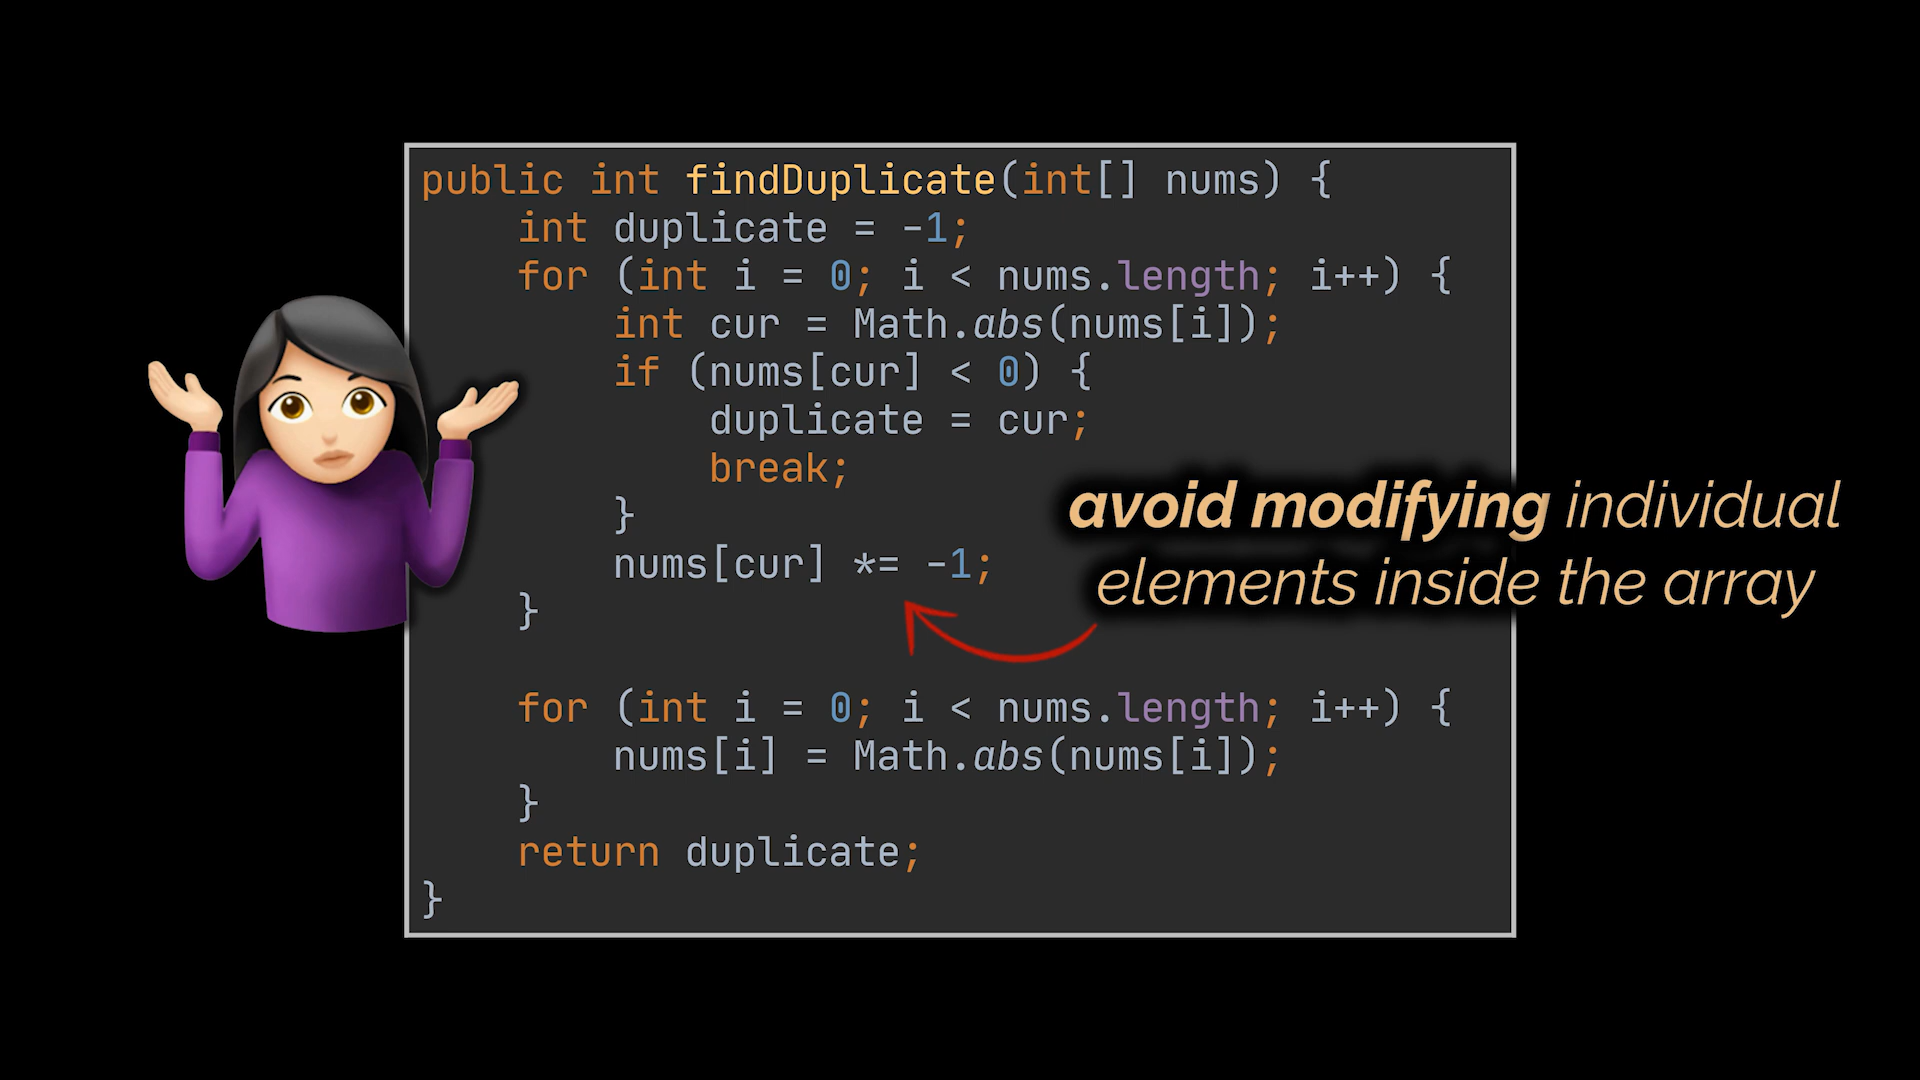 public int findDuplicate(int[] nums) {
    int duplicate = -1;
    for (int i = 0; i < nums.length; i++) {
        int cur = Math.abs(nums[i]);
        if (nums[cur] < 0) {
            duplicate = cur;
            break;
        }
        nums[cur] *= -1;
    }
avoid modifying individual
elements inside the array
    for (int i = 0; i < nums.length; i++) {
        nums[i] = Math.abs(nums[i]);
    }
    return duplicate;
}